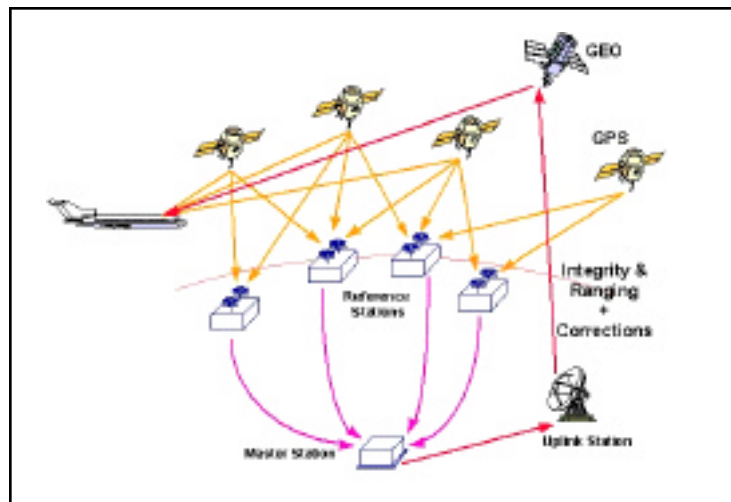 GEO
GPS
Integrity &
Ranging
+
Corrections
Reference
Stations
Master Station
Uplink Station